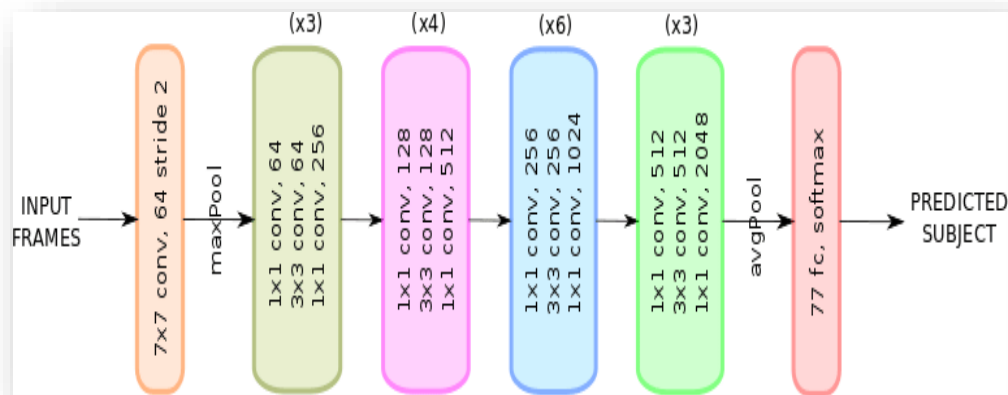 (x3)
(x4)
(x6)
(x3)
INPUT
FRAMES
7x7 conv, 64 stride 2
maxPool
1x1 conv, 64
3x3 conv, 64
1x1 conv, 256
1x1 conv, 128
3x3 conv, 128
1x1 conv, 512
1x1 conv, 256
3x3 conv, 256
1x1 conv, 1024
1x1 conv, 512
3x3 conv, 512
1x1 conv, 2048
avgPool
77 fc, softmax
PREDICTED
SUBJECT